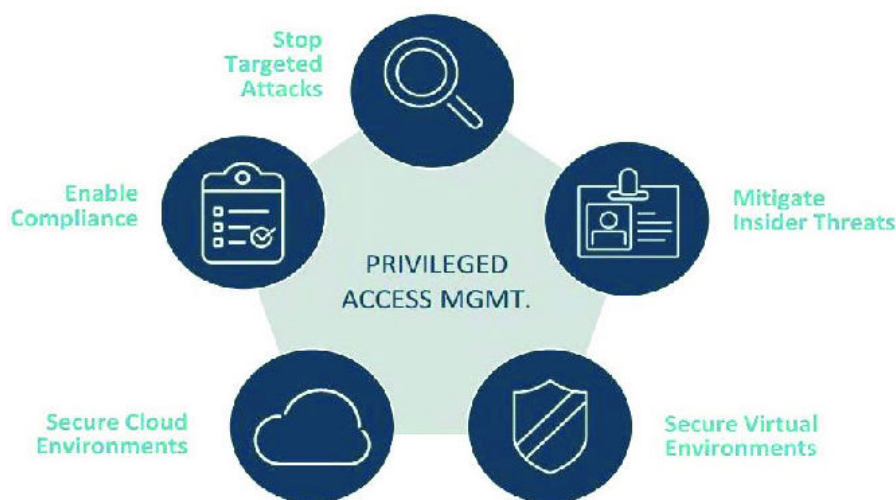 Stop
Targeted
Attacks
Enable
Compliance
Mitigate
Insider Threats
PRIVILEGED
ACCESS MGMT.
Secure Cloud
Environments
Secure Virtual
Environments